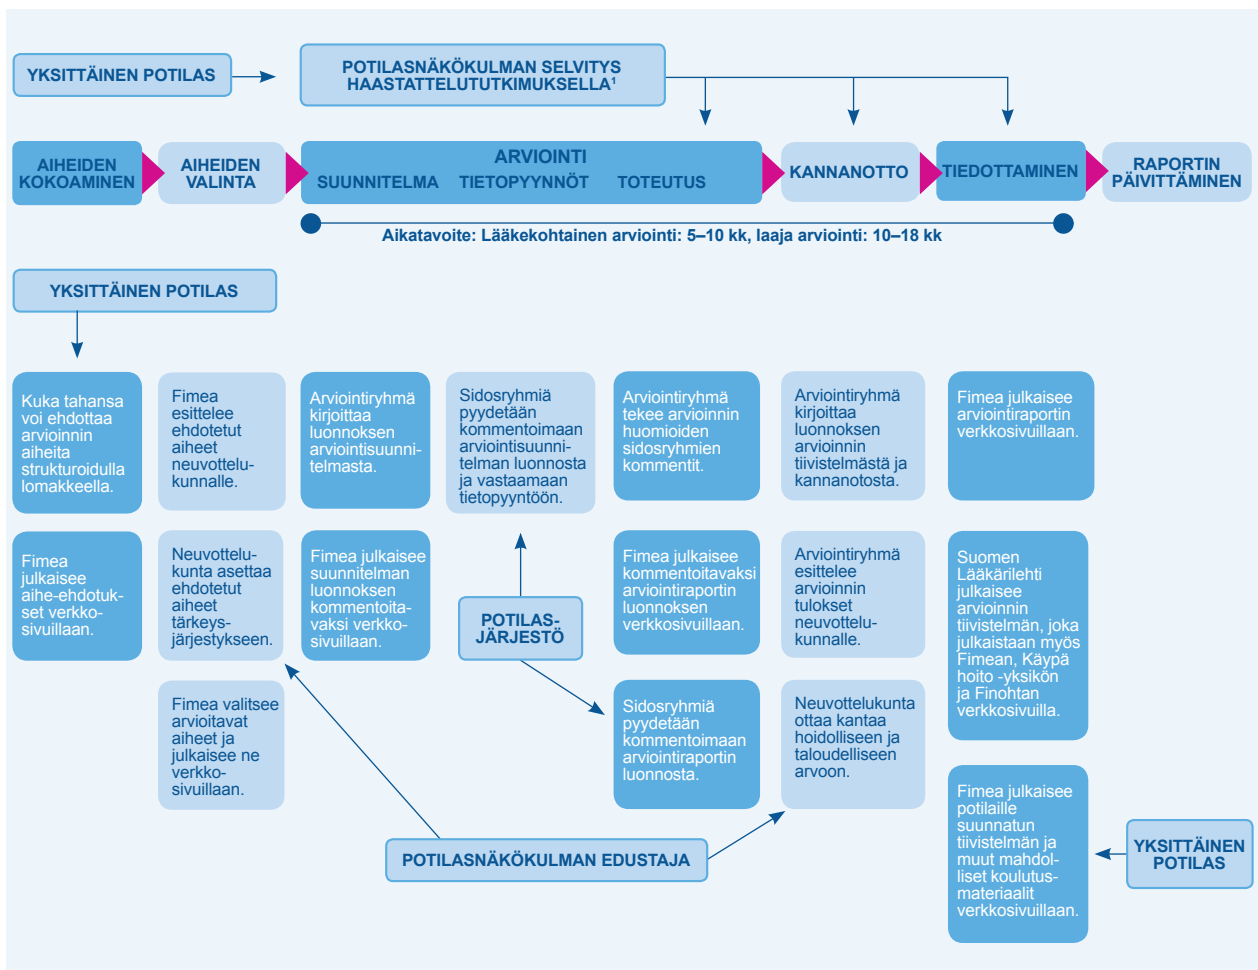 YKSITTÄINEN POTILAS
POTILASNÄKÖKULMAN SELVITYS
HAASTATTELUTUTKIMUKSELLA¹
AIHEIDEN
KOKOAMINEN
AIHEIDEN
VALINTA
ARVIOINTI
SUUNNITELMA TIETOPYYNNÖT TOTEUTUS
KANNANOTTO
TIEDOTTAMINEN
RAPORTIN
PÄIVITTÄMINEN
Aikatavoite: Lääkekohtainen arviointi: 5–10 kk, laaja arviointi: 10–18 kk
YKSITTÄINEN POTILAS
Kuka tahansa
voi ehdottaa
arvioinnin
aiheita
strukturoidulla
lomakkeella.
Fimea
esittelee
ehdotetut
aiheet
neuvottelu-
kunnalle.
Arviointiryhmä
kirjoittaa
luonnoksen
arviointisuunni-
telmasta.
Sidosryhmiä
pyydetään
kommentoimaan
arviointisuunni-
telman luonnosta
ja vastaamaan
tietopyyntöön.
Arviointiryhmä
tekee arvioinnin
huomioiden
sidosryhmien
kommentit.
Arviointiryhmä
kirjoittaa
luonnoksen
arvioinnin
tiivistelmästä ja
kannanotosta.
Fimea julkaisee
arviointiraportin
verkkosivuillaan.
Fimea
julkaisee
aihe-ehdotuk-
set verkko-
sivuillaan.
Neuvottelu-
kunta asettaa
ehdotetut
aiheet
tärkeys-
järjestykseen.
Fimea julkaisee
suunnitelman
luonnoksen
kommentoita-
vaksi verkko-
sivuillaan.
POTILAS-
JÄRJESTÖ
Fimea julkaisee
kommentoitavaksi
arviointiraportin
luonnoksen
verkkosivuillaan.
Arviointiryhmä
esittelee
arvioinnin
tulokset
neuvottelu-
kunnalle.
Suomen
Lääkärilehti
julkaisee
arvioinnin
tiivistelmän, joka
julkaistaan myös
Fimean, Käypä
hoito -yksikön
ja Finohtan
verkkosivuilla.
Fimea valitsee
arvioitavat
aiheet ja
julkaisee ne
verkko-
sivuillaan.
Sidosryhmiä
pyydetään
kommentoimaan
arviointiraportin
luonnosta.
Neuvottelukunta
ottaa kantaa
hoidolliseen ja
taloudelliseen
arvoon.
Fimea julkaisee
potilaille
suunnatun
tiivistelmän ja
muut mahdol-
liset koulutus-
materiaalit
verkkosivuillaan.
YKSITTÄINEN
POTILAS
POTILASNÄKÖKULMAN EDUSTAJA